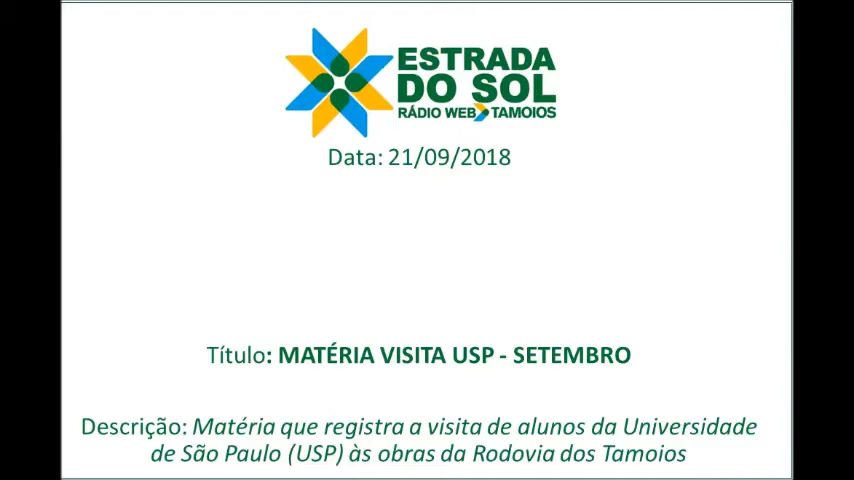 ESTRADA
DO SOL
RÁDIO WEB TAMOIOS
Data: 21/09/2018
Título: MATÉRIA VISITA USP - SETEMBRO
Descrição: Matéria que registra a visita de alunos da Universidade
de São Paulo (USP) às obras da Rodovia dos Tamoios